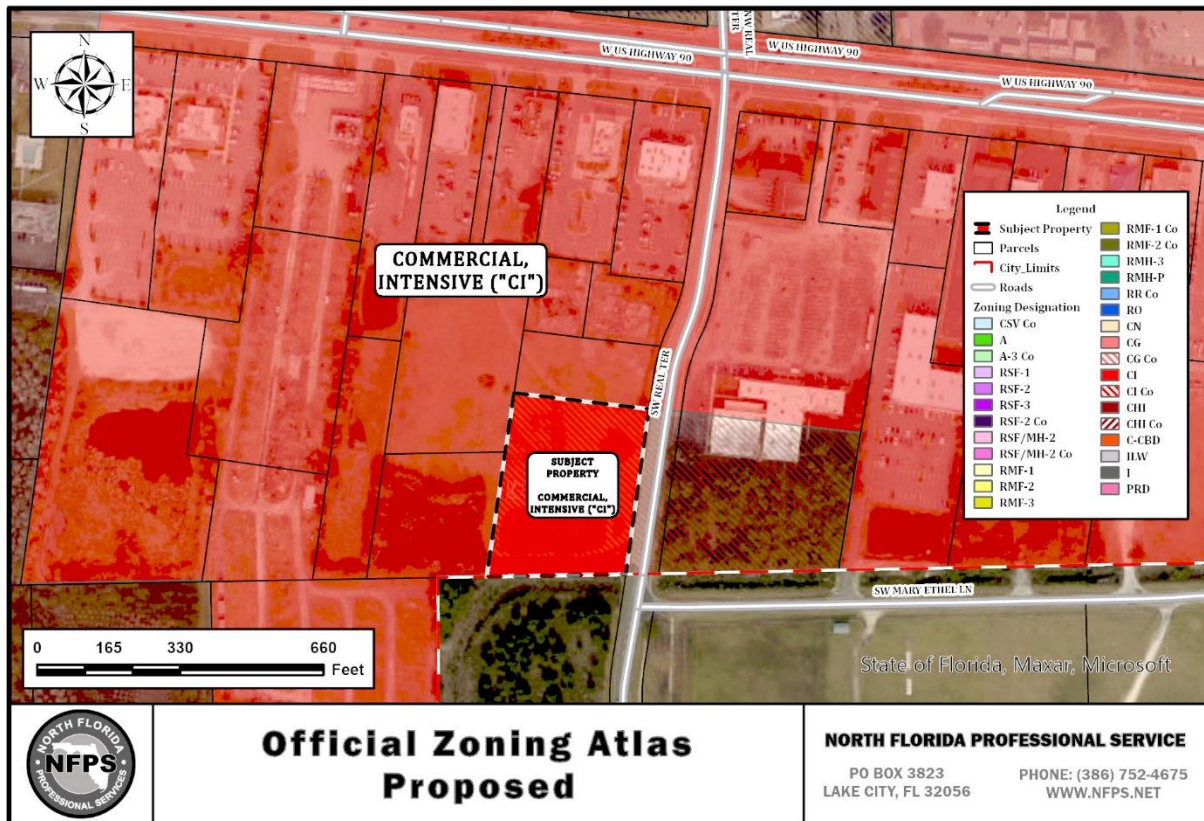 W US HIGHWAY 90
NW REAL TER
W US HIGHWAY 90
W US HIGHWAY 90
N
W E
S
COMMERCIAL,
INTENSIVE ("CI")
SW REAL TER
SUBJECT
PROPERTY
COMMERCIAL,
INTENSIVE ("CI")
SW MARY ETHEL LN
Legend
Subject Property
Parcels
City_Limits
Roads
Zoning Designation
CSV Co
A
A-3 Co
RSF-1
RSF-2
RSF-3
RSF-2 Co
RSF/MH-2
RSF/MH-2 Co
RMF-1
RMF-2
RMF-3
RMF-1 Co
RMF-2 Co
RMH-3
RMH-P
RR Co
RO
CN
CG
CG Co
CI
CI Co
CHI
CHI Co
C-CBD
ILW
I
PRD
0 165 330 660
Feet
State of Florida, Maxar, Microsoft
NORTH FLORIDA
NFPS
PROFESSIONAL SERVICES
Official Zoning Atlas
Proposed
NORTH FLORIDA PROFESSIONAL SERVICE
PO BOX 3823
LAKE CITY, FL 32056
PHONE: (386) 752-4675
WWW.NFPS.NET